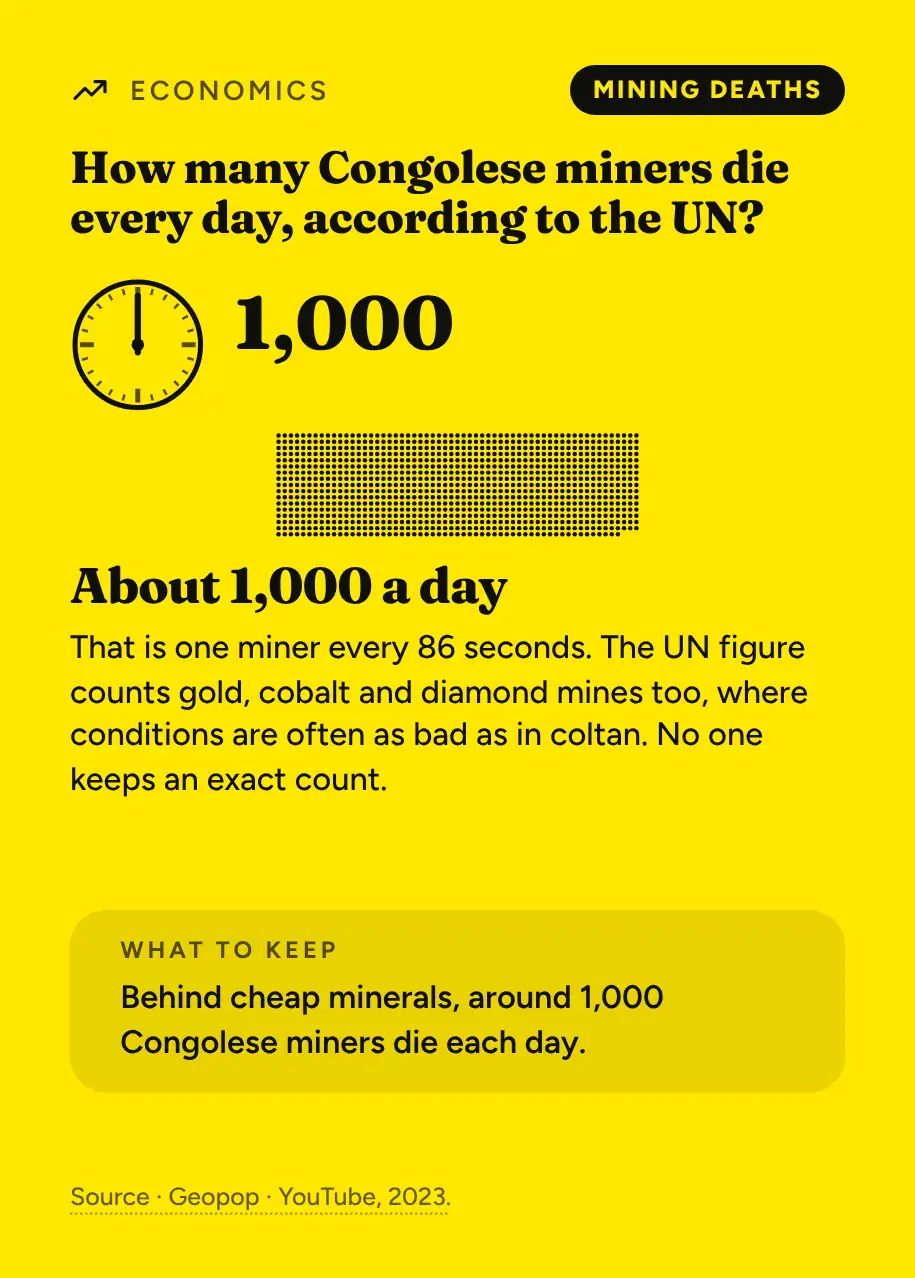 ECONOMICS
MINING DEATHS
How many Congolese miners die
every day, according to the UN?
1,000
About 1,000 a day
That is one miner every 86 seconds. The UN figure
counts gold, cobalt and diamond mines too, where
conditions are often as bad as in coltan. No one
keeps an exact count.
WHAT TO KEEP
Behind cheap minerals, around 1,000
Congolese miners die each day.
Source · Geopop · YouTube, 2023.